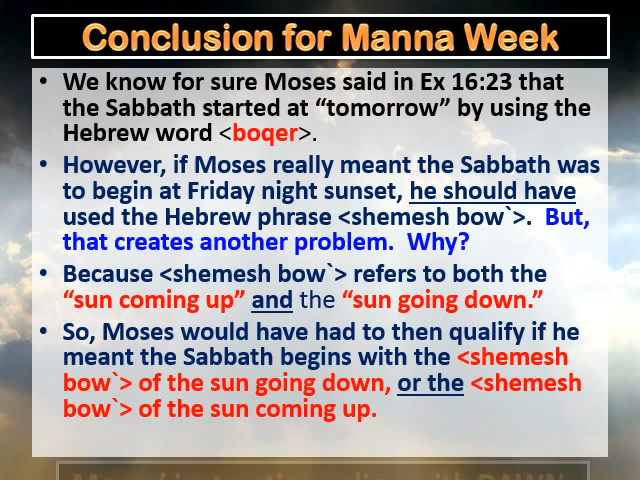 Conclusion for Manna Week
• We know for sure Moses said in Ex 16:23 that
the Sabbath started at “tomorrow” by using the
Hebrew word <boqer>.
• However, if Moses really meant the Sabbath was
to begin at Friday night sunset, he should have
used the Hebrew phrase <shemesh bow`>.  But,
that creates another problem.  Why?
• Because <shemesh bow`> refers to both the
“sun coming up” and the “sun going down.”
• So, Moses would have had to then qualify if he
meant the Sabbath begins with the <shemesh
bow`> of the sun going down, or the <shemesh
bow`> of the sun coming up.